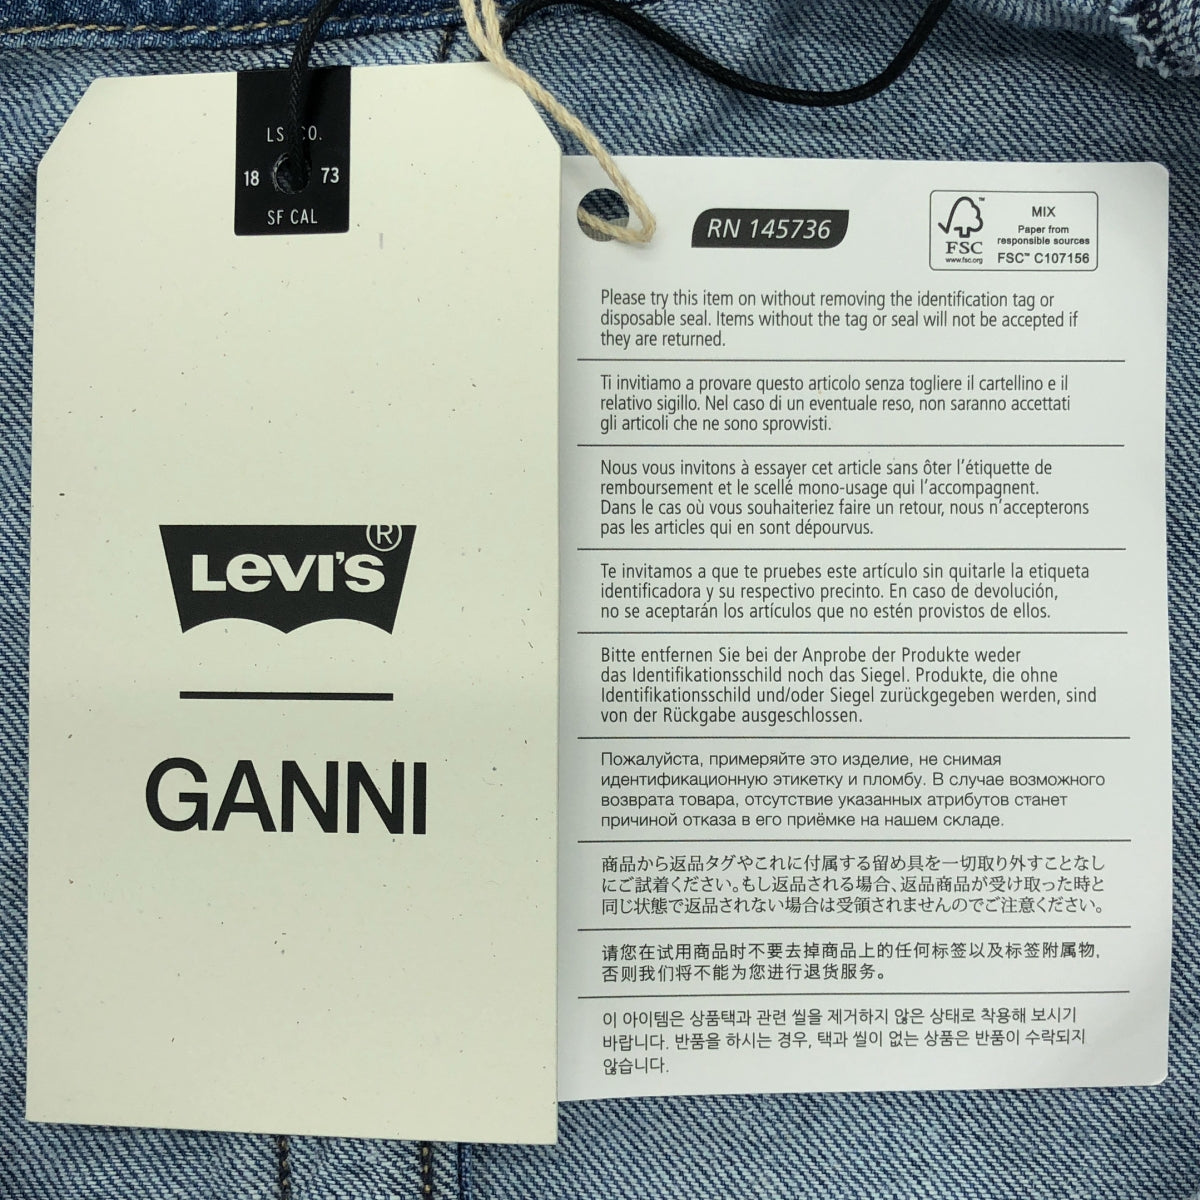 LS CO.
18 73
SF CAL
LEVI'S®
GANNI
RN 145736
FSC™
www.fsc.org
MIX
Paper from
responsible sources
FSC™ C107156
Please try this item on without removing the identification tag or
disposable seal. Items without the tag or seal will not be accepted if
they are returned.
Ti invitiamo a provare questo articolo senza togliere il cartellino e il
relativo sigillo. Nel caso di un eventuale reso, non saranno accettati
gli articoli che ne sono sprovvisti.
Nous vous invitons à essayer cet article sans ôter l'étiquette de
remboursement et le scellé mono-usage qui l'accompagnent.
Dans le cas où vous souhaiteriez faire un retour, nous n'accepterons
pas les articles qui en sont dépourvus.
Te invitamos a que te pruebes este artículo sin quitarle la etiqueta
identificadora y su respectivo precinto. En caso de devolución,
no se aceptarán los artículos que no estén provistos de ellos.
Bitte entfernen Sie bei der Anprobe der Produkte weder
das Identifikationsschild noch das Siegel. Produkte, die ohne
Identifikationsschild und/oder Siegel zurückgegeben werden, sind
von der Rückgabe ausgeschlossen.
Пожалуйста, примеряйте это изделие, не снимая
идентификационную этикетку и пломбу. В случае возможного
возврата товара, отсутствие указанных атрибутов станет
причиной отказа в его приёмке на нашем складе.
商品から返品タグやこれに付属する留め具を一切取り外すことなし
にご試着ください。もし返品される場合、返品商品が受け取った時と
同じ状態で返品されない場合は受領されませんのでご注意ください。
请您在试用商品时不要去掉商品上的任何标签以及标签附属物,
否则我们将不能为您进行退货服务。
이 아이템은 상품택과 관련 씰을 제거하지 않은 상태로 착용해 보시기
바랍니다. 반품을 하시는 경우, 택과 씰이 없는 상품은 반품이 수락되지
않습니다.